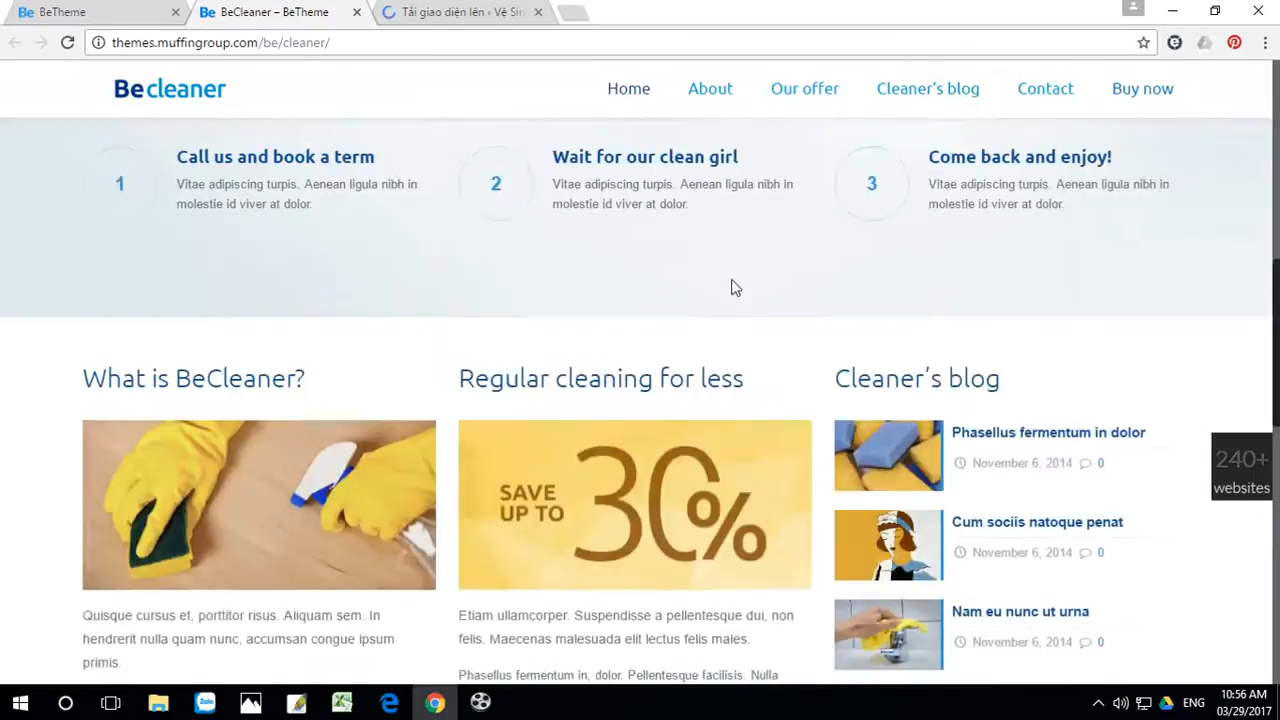 BeTheme
BeCleaner – BeTheme
Tải giao diện lên ‹ Vệ Sin
themes.muffingroup.com/be/cleaner/
Becleaner
Home
About
Our offer
Cleaner's blog
Contact
Buy now
1
Call us and book a term
Vitae adipiscing turpis. Aenean ligula nibh in
molestie id viver at dolor.
2
Wait for our clean girl
Vitae adipiscing turpis. Aenean ligula nibh in
molestie id viver at dolor.
3
Come back and enjoy!
Vitae adipiscing turpis. Aenean ligula nibh in
molestie id viver at dolor.
What is BeCleaner?
Quisque cursus et, porttitor risus. Aliquam sem. In
hendrerit nulla quam nunc, accumsan congue ipsum
primis.
Regular cleaning for less
SAVE
UP TO
30%
Etiam ullamcorper. Suspendisse a pellentesque dui, non
felis. Maecenas malesuada elit lectus felis males.
Phasellus fermentum in, dolor. Pellentesque facilisis. Nulla
Cleaner's blog
Phasellus fermentum in dolor
November 6, 2014 0
Cum sociis natoque penat
November 6, 2014 0
Nam eu nunc ut urna
November 6, 2014 0
240+
websites
Zalo
ENG
10:56 AM
03/29/2017